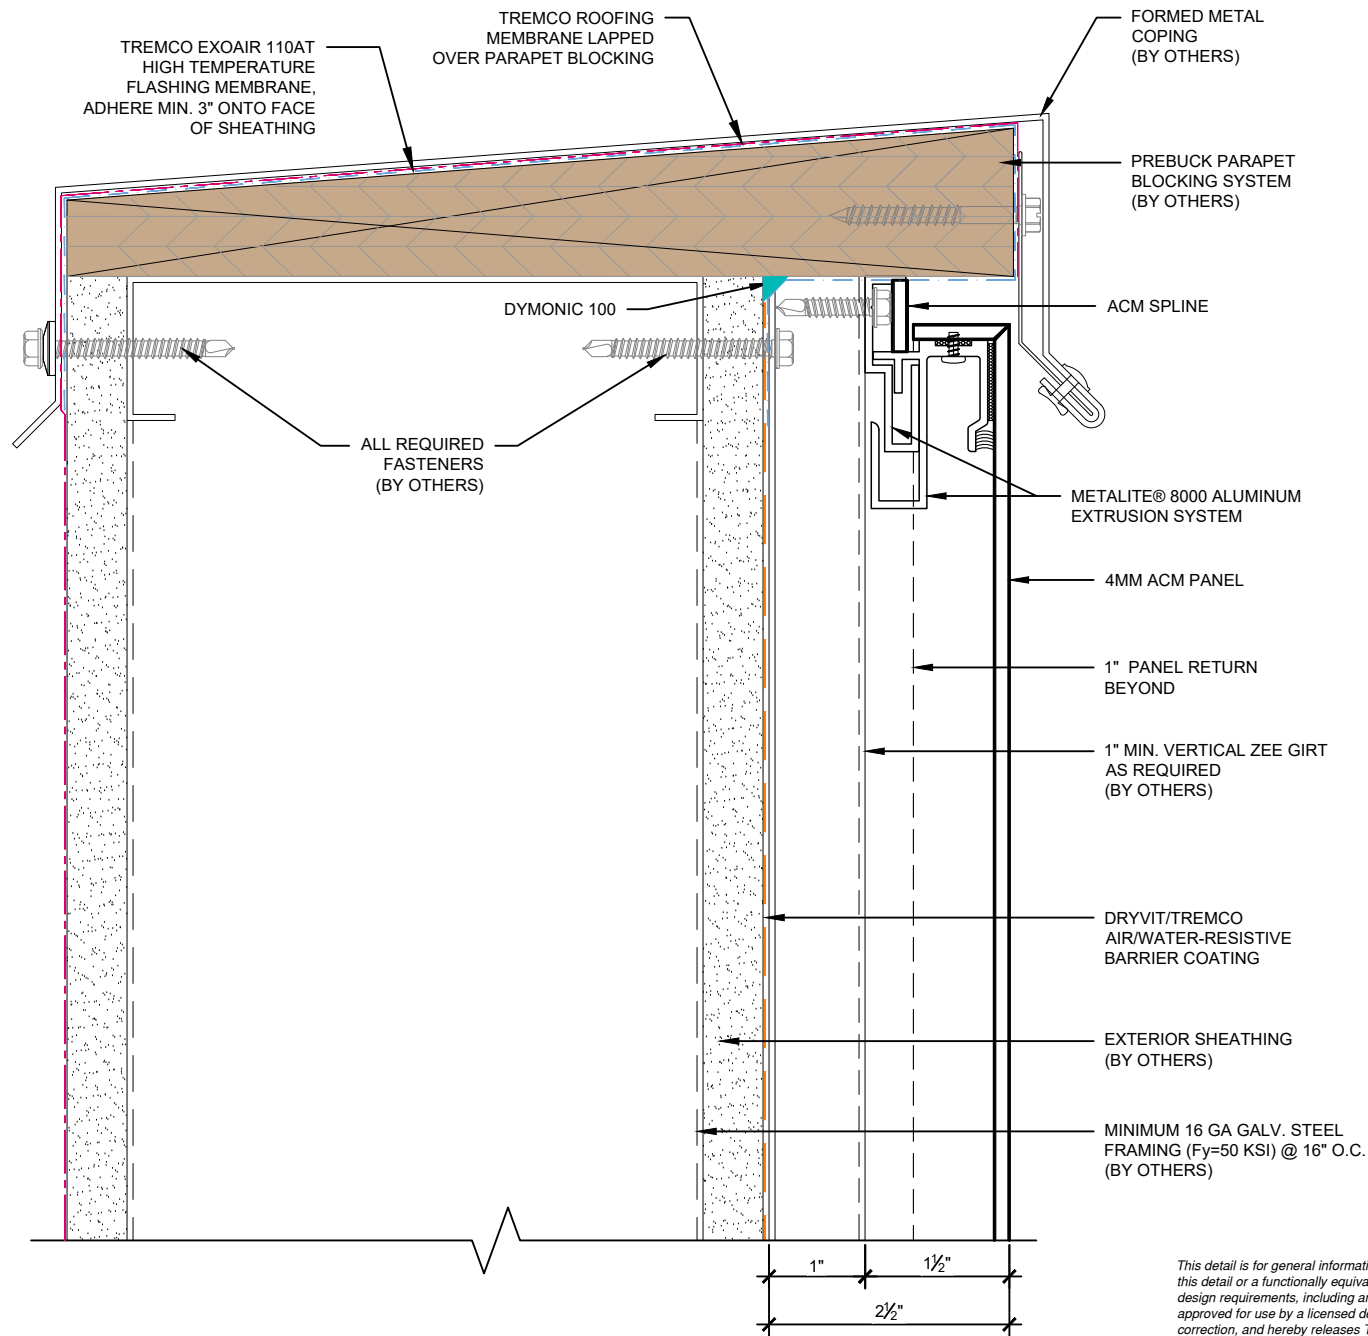 TREMCO EXOAIR 110AT
HIGH TEMPERATURE
FLASHING MEMBRANE,
ADHERE MIN. 3" ONTO FACE
OF SHEATHING
TREMCO ROOFING
MEMBRANE LAPPED
OVER PARAPET BLOCKING
FORMED METAL
COPING
(BY OTHERS)
PREBUCK PARAPET
BLOCKING SYSTEM
(BY OTHERS)
DYMONIC 100
ACM SPLINE
ALL REQUIRED
FASTENERS
(BY OTHERS)
METALITE® 8000 ALUMINUM
EXTRUSION SYSTEM
4MM ACM PANEL
1" PANEL RETURN
BEYOND
1" MIN. VERTICAL ZEE GIRT
AS REQUIRED
(BY OTHERS)
DRYVIT/TREMCO
AIR/WATER-RESISTIVE
BARRIER COATING
EXTERIOR SHEATHING
(BY OTHERS)
MINIMUM 16 GA GALV. STEEL
FRAMING (Fy=50 KSI) @ 16" O.C.
(BY OTHERS)
1"
1½"
2½"
This detail is for general informati
this detail or a functionally equiva
design requirements, including an
approved for use by a licensed de
correction, and hereby releases T